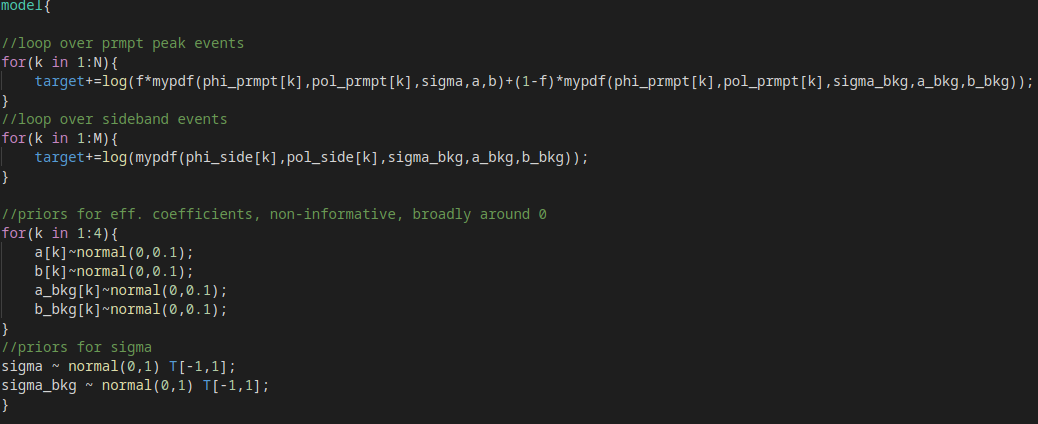 model{
//loop over prmpt peak events
for(k in 1:N){
target+=log(f*mypdf(phi_prmpt[k],pol_prmpt[k],sigma,a,b)+(1-f)*mypdf(phi_prmpt[k],pol_prmpt[k],sigma_bkg,a_bkg,b_bkg));
}
//loop over sideband events
for(k in 1:M){
target+=log(mypdf(phi_side[k],pol_side[k],sigma_bkg,a_bkg,b_bkg));
}
//priors for eff. coefficients, non-informative, broadly around 0
for(k in 1:4){
a[k]~normal(0,0.1);
b[k]~normal(0,0.1);
a_bkg[k]~normal(0,0.1);
b_bkg[k]~normal(0,0.1);
}
//priors for sigma
sigma ~ normal(0,1) T[-1,1];
sigma_bkg ~ normal(0,1) T[-1,1];
}